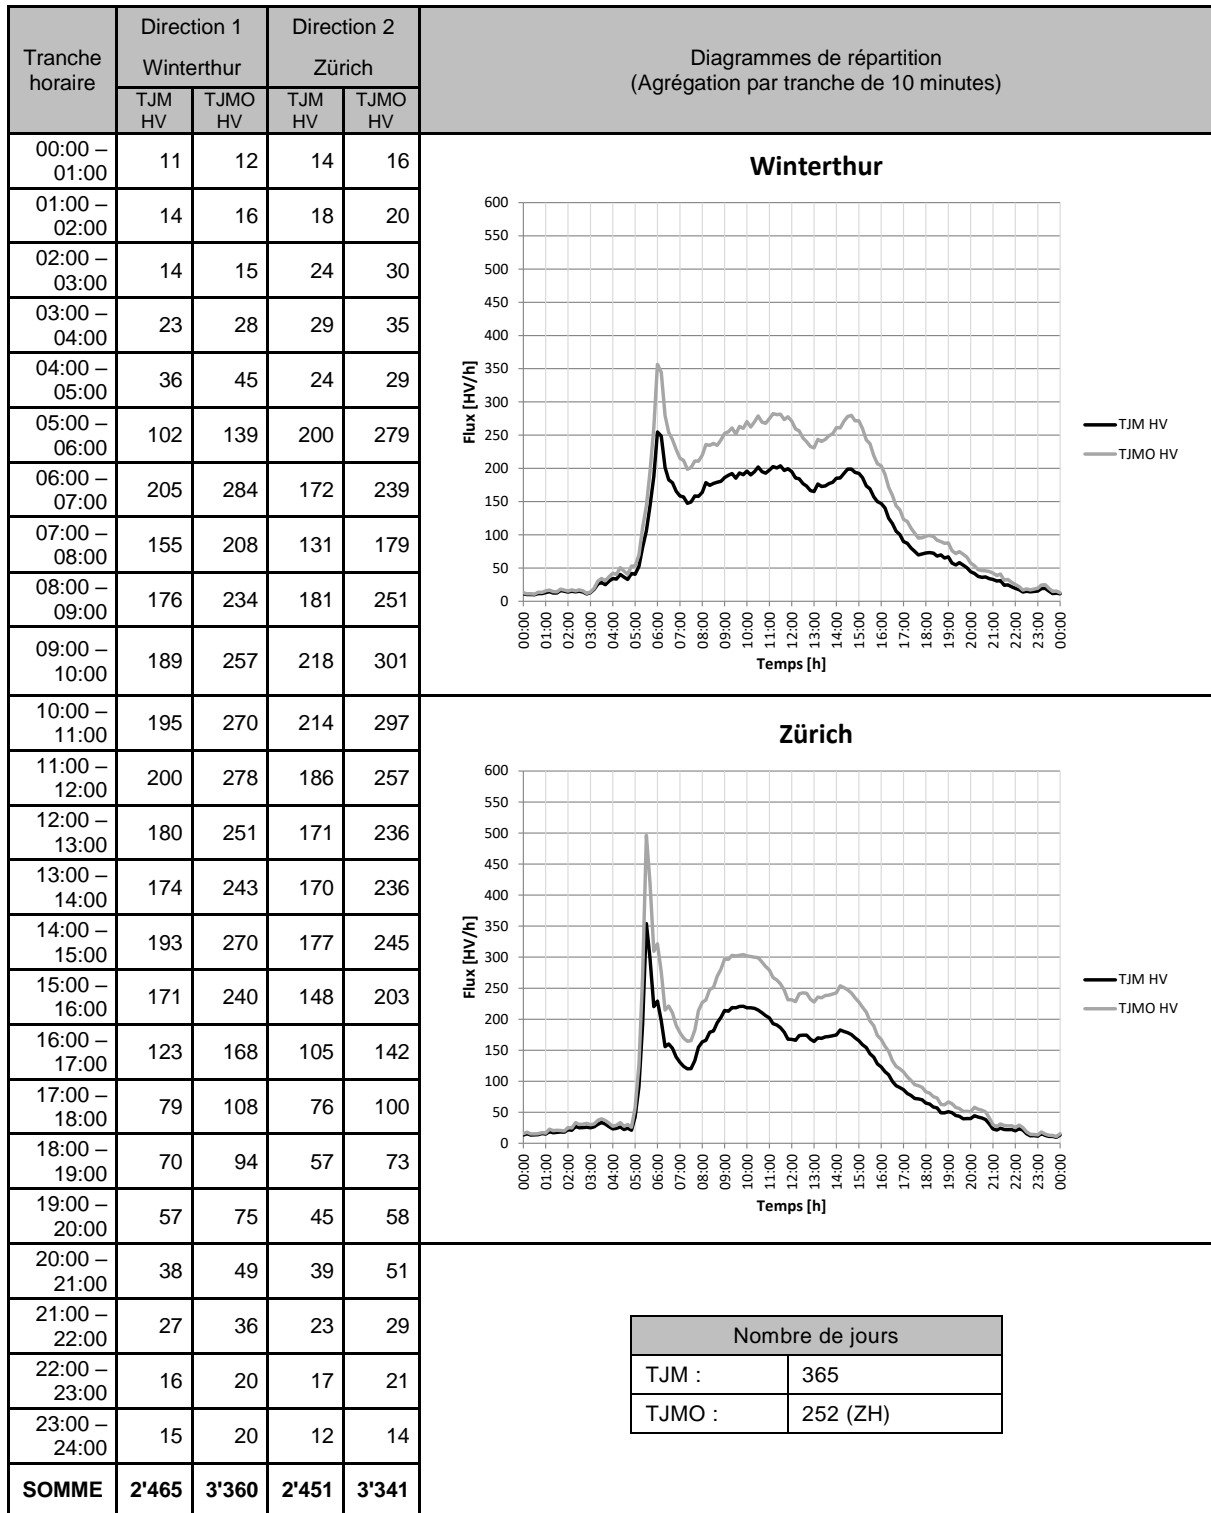 Tranche horaire
Direction 1
Winterthur
Direction 2
Zürich
Diagrammes de répartition
(Agrégation par tranche de 10 minutes)
TJM HV
TJMO HV
TJM HV
TJMO HV
00:00 – 01:00 11 12 14 16
01:00 – 02:00 14 16 18 20
02:00 – 03:00 14 15 24 30
03:00 – 04:00 23 28 29 35
04:00 – 05:00 36 45 24 29
05:00 – 06:00 102 139 200 279
06:00 – 07:00 205 284 172 239
07:00 – 08:00 155 208 131 179
08:00 – 09:00 176 234 181 251
09:00 – 10:00 189 257 218 301
10:00 – 11:00 195 270 214 297
11:00 – 12:00 200 278 186 257
12:00 – 13:00 180 251 171 236
13:00 – 14:00 174 243 170 236
14:00 – 15:00 193 270 177 245
15:00 – 16:00 171 240 148 203
16:00 – 17:00 123 168 105 142
17:00 – 18:00 79 108 76 100
18:00 – 19:00 70 94 57 73
19:00 – 20:00 57 75 45 58
20:00 – 21:00 38 49 39 51
21:00 – 22:00 27 36 23 29
22:00 – 23:00 16 20 17 21
23:00 – 24:00 15 20 12 14
SOMME 2'465 3'360 2'451 3'341
Winterthur
600
550
500
450
400
350
300
250
200
150
100
50
0
Flux [HV/h]
00:00 01:00 02:00 03:00 04:00 05:00 06:00 07:00 08:00 09:00 10:00 11:00 12:00 13:00 14:00 15:00 16:00 17:00 18:00 19:00 20:00 21:00 22:00 23:00 00:00
Temps [h]
TJM HV
TJMO HV
Zürich
600
550
500
450
400
350
300
250
200
150
100
50
0
Flux [HV/h]
00:00 01:00 02:00 03:00 04:00 05:00 06:00 07:00 08:00 09:00 10:00 11:00 12:00 13:00 14:00 15:00 16:00 17:00 18:00 19:00 20:00 21:00 22:00 23:00 00:00
Temps [h]
TJM HV
TJMO HV
Nombre de jours
TJM : 365
TJMO : 252 (ZH)